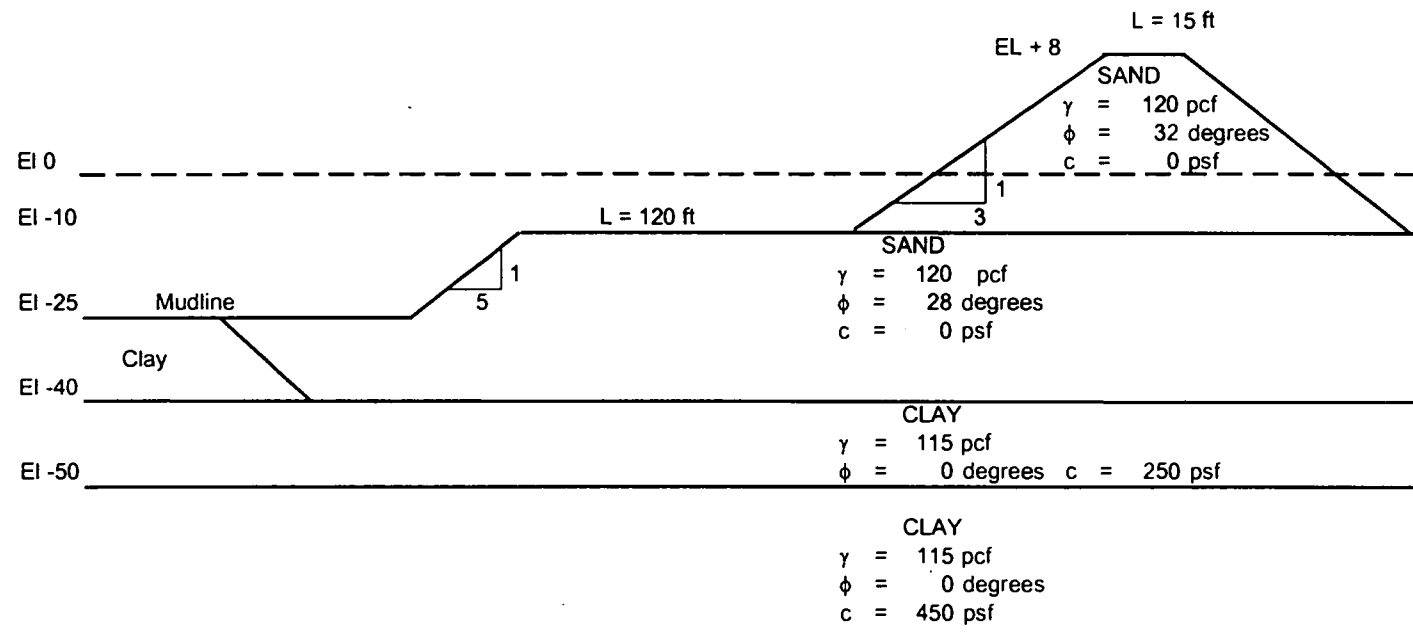 L = 15 ft
EL + 8
SAND
γ = 120 pcf
ϕ = 32 degrees
c = 0 psf
El 0
1
3
El -10
L = 120 ft
SAND
γ = 120 pcf
ϕ = 28 degrees
c = 0 psf
1
5
El -25
Mudline
Clay
El -40
CLAY
γ = 115 pcf
ϕ = 0 degrees c = 250 psf
El -50
CLAY
γ = 115 pcf
ϕ = 0 degrees
c = 450 psf